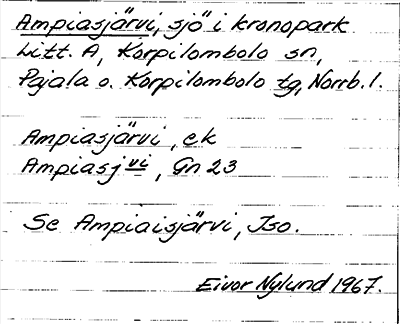 Ampiasjärvi, sjö i kronopark
Litt. A, Korpilombolo sn,
Pajala o. Korpilombolo tg, Norrb. l.
Ampiasjärvi, ek
Ampiasjvi, Gn 23
Se Ampiaisjärvi, Iso.
Eivor Nylund 1967.